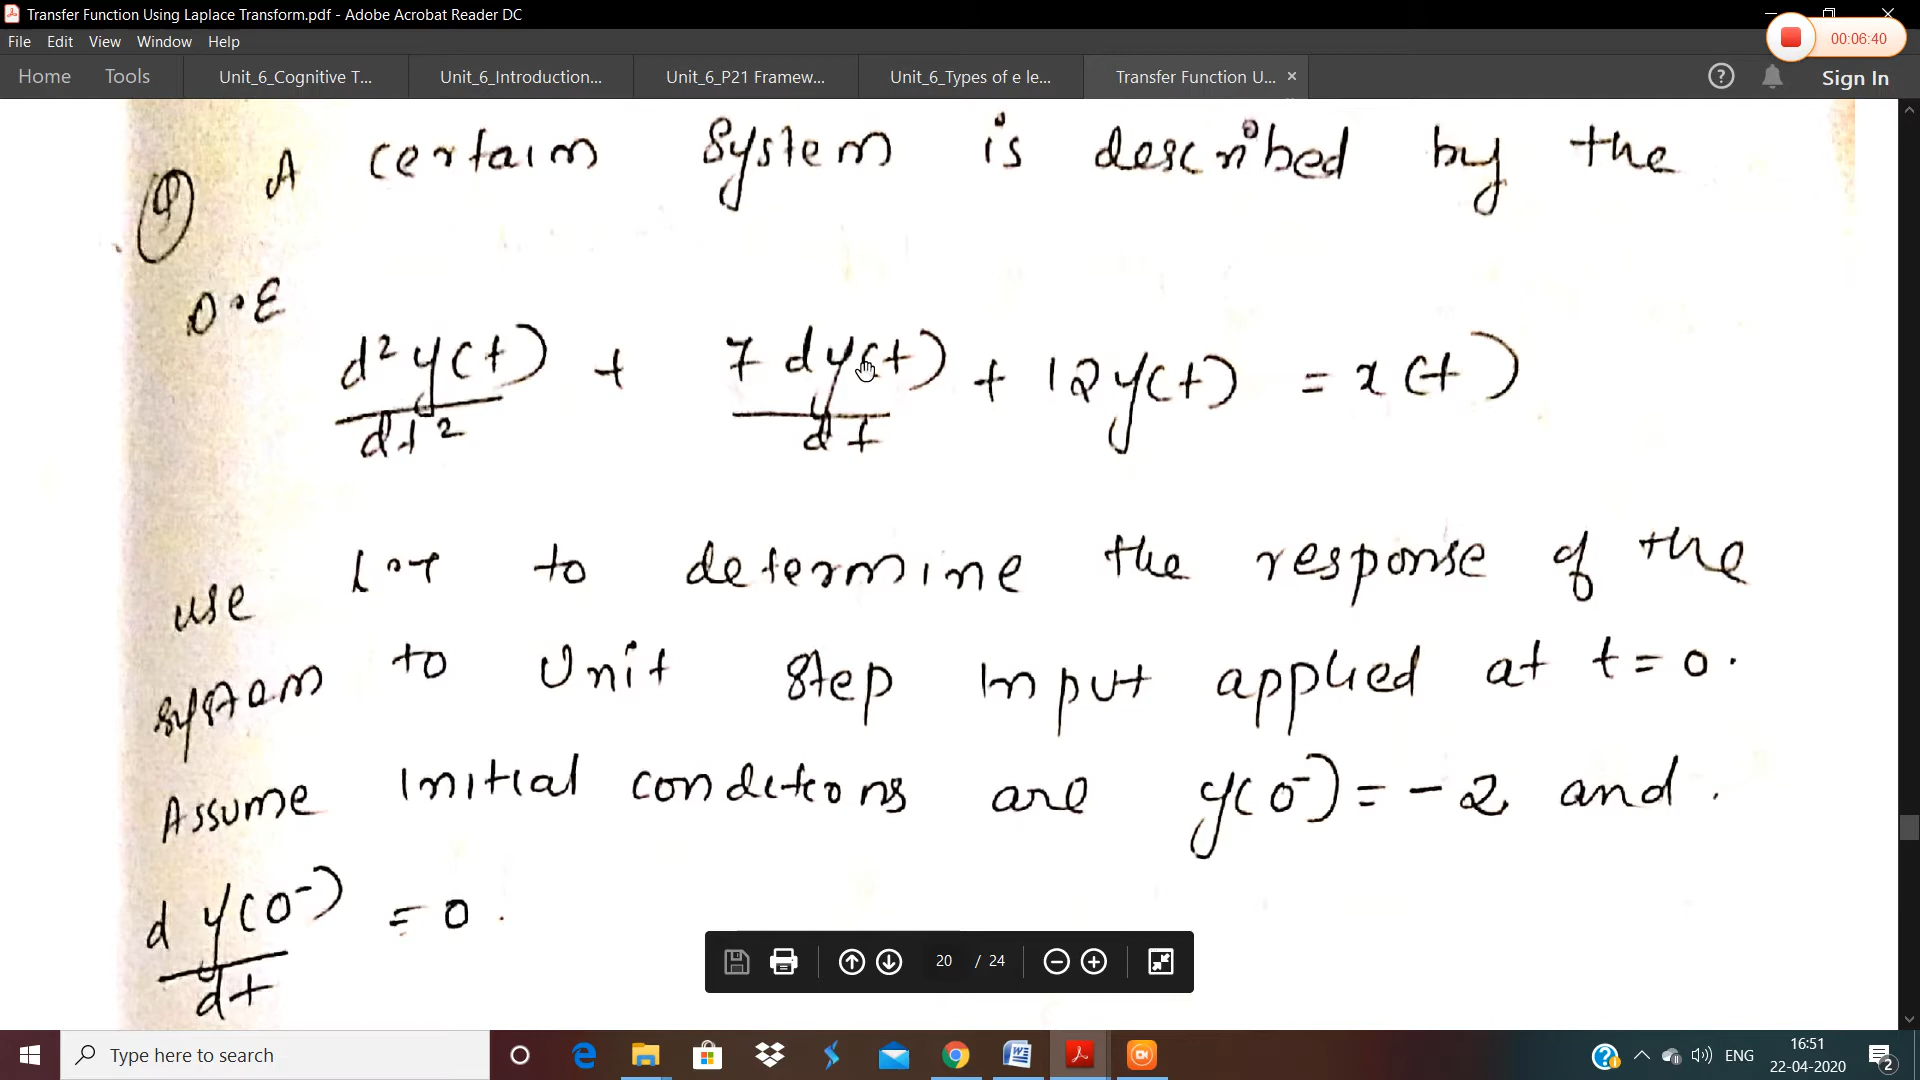 Transfer Function Using Laplace Transform.pdf - Adobe Acrobat Reader DC
File Edit View Window Help
00:06:40
Home Tools Unit_6_Cognitive T... Unit_6_Introduction... Unit_6_P21 Framew... Unit_6_Types of e le... Transfer Function U... × Sign In
A certain System is described by the
D.E
d²y(t)/dt² + 7dy(t)/dt + 12y(t) = x(t)
use L.T to determine the response of the
system to Unit Step Input applied at t=0.
Assume initial conditions are y(0⁻) = -2 and
dy(0⁻)/dt = 0.
20 / 24
Type here to search
ENG
16:51
22-04-2020
2